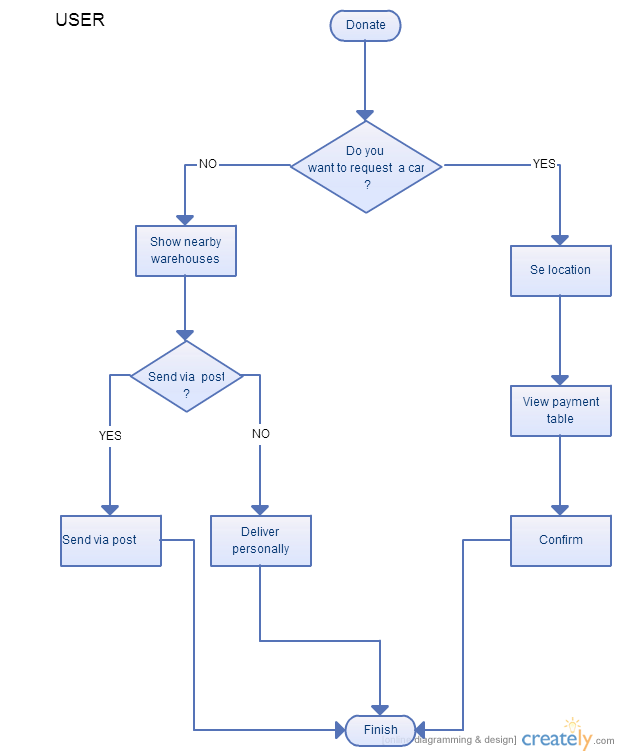 USER
Donate
Do you
want to request a car
?
NO
YES
Show nearby
warehouses
Se location
Send via post
?
View payment
table
YES
NO
Send via post
Deliver
personally
Confirm
Finish
diagramming & design]
creately.com